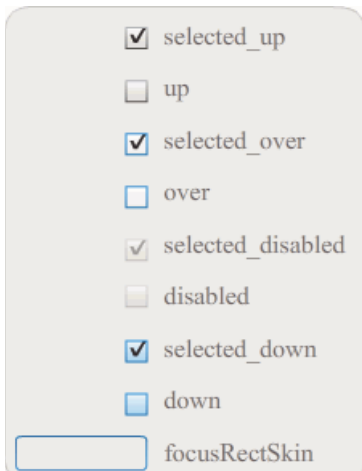 selected_up
up
selected_over
over
selected_disabled
disabled
selected_down
down
focusRectSkin